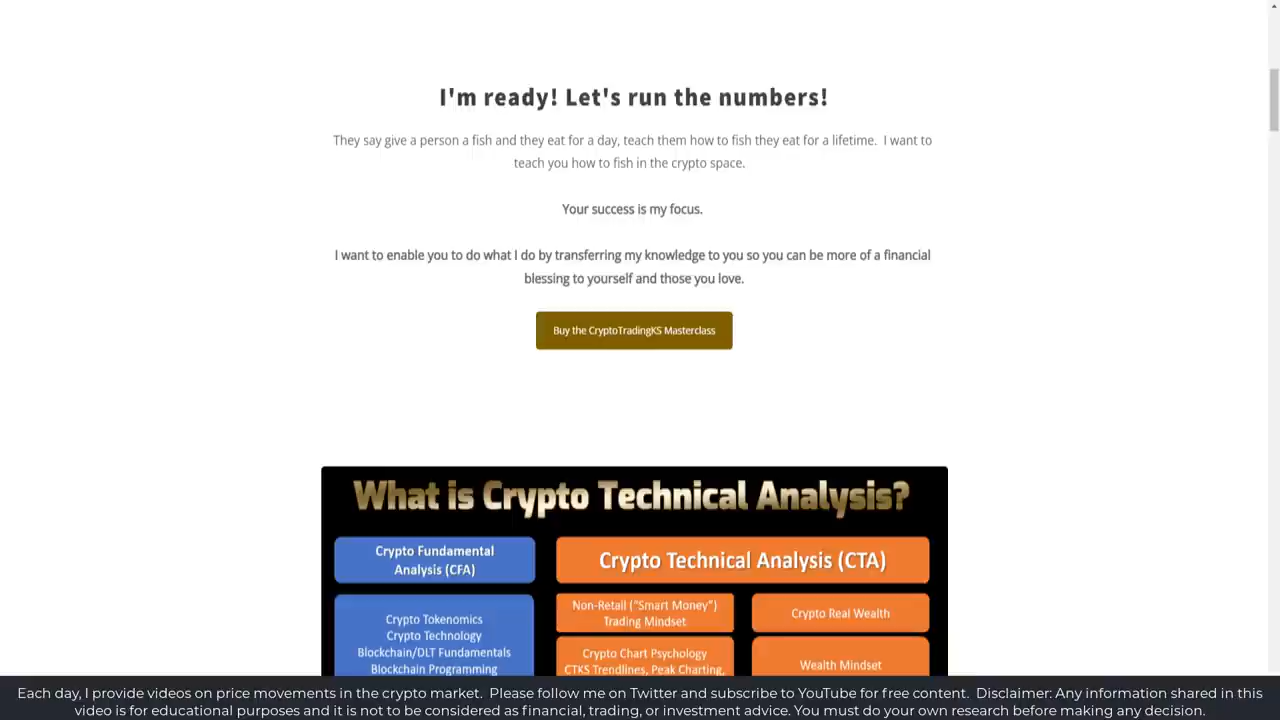 I'm ready! Let's run the numbers!
They say give a person a fish and they eat for a day, teach them how to fish they eat for a lifetime.  I want to
teach you how to fish in the crypto space.
Your success is my focus.
I want to enable you to do what I do by transferring my knowledge to you so you can be more of a financial
blessing to yourself and those you love.
Buy the CryptoTradingKS Masterclass
What is Crypto Technical Analysis?
Crypto Fundamental
Analysis (CFA)
Crypto Tokenomics
Crypto Technology
Blockchain/DLT Fundamentals
Blockchain Programming
Crypto Technical Analysis (CTA)
Non-Retail ("Smart Money")
Trading Mindset
Crypto Chart Psychology
CTKS Trendlines, Peak Charting,
Crypto Real Wealth
Wealth Mindset
Each day, I provide videos on price movements in the crypto market.  Please follow me on Twitter and subscribe to YouTube for free content.  Disclaimer: Any information shared in this
video is for educational purposes and it is not to be considered as financial, trading, or investment advice. You must do your own research before making any decision.